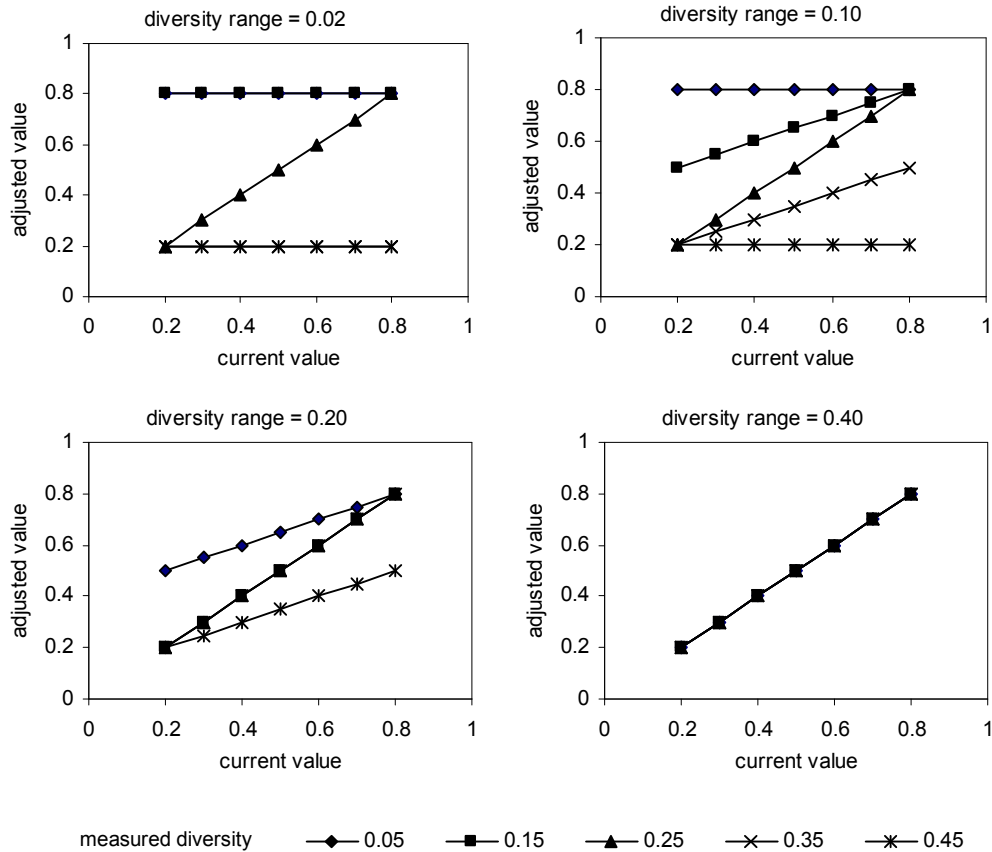 diversity range = 0.02
1
0.8
0.6
0.4
0.2
0
adjusted value
0 0.2 0.4 0.6 0.8 1
current value
diversity range = 0.10
1
0.8
0.6
0.4
0.2
0
adjusted value
0 0.2 0.4 0.6 0.8 1
current value
diversity range = 0.20
1
0.8
0.6
0.4
0.2
0
adjusted value
0 0.2 0.4 0.6 0.8 1
current value
diversity range = 0.40
1
0.8
0.6
0.4
0.2
0
adjusted value
0 0.2 0.4 0.6 0.8 1
current value
measured diversity 0.05 0.15 0.25 0.35 0.45